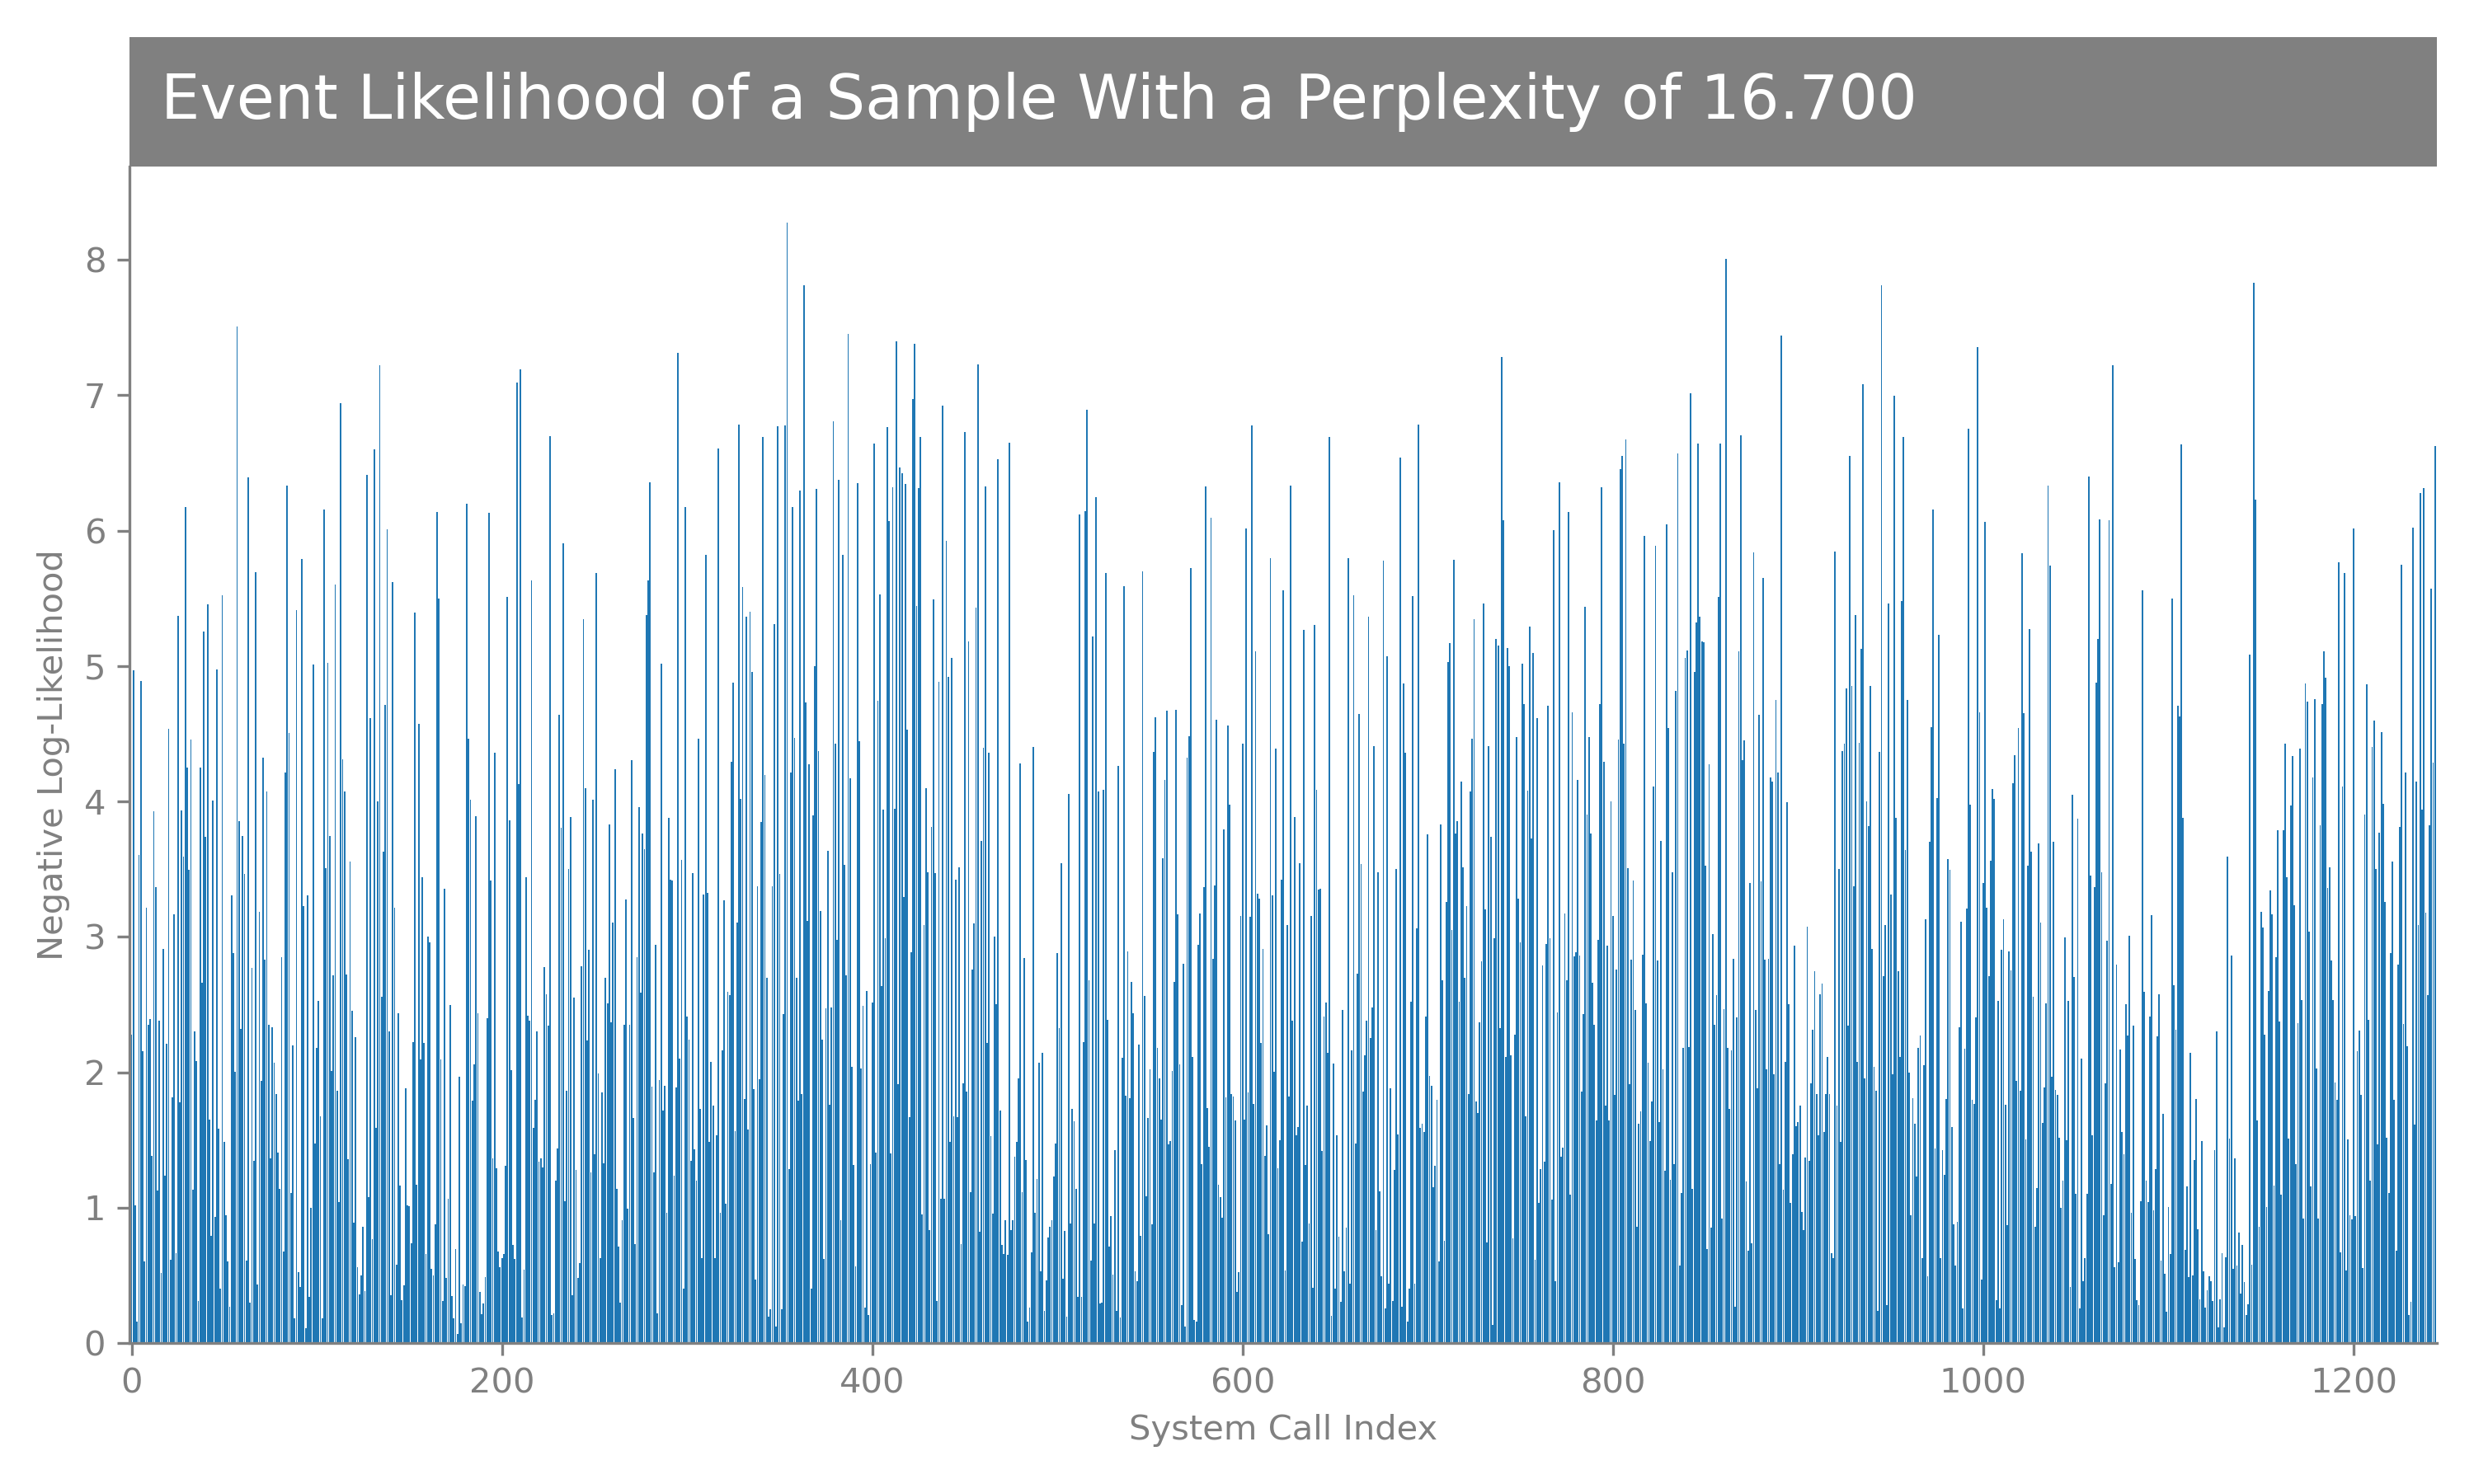 Event Likelihood of a Sample With a Perplexity of 16.700
8
7
6
5
4
3
2
1
0
Negative Log-Likelihood
0 200 400 600 800 1000 1200
System Call Index